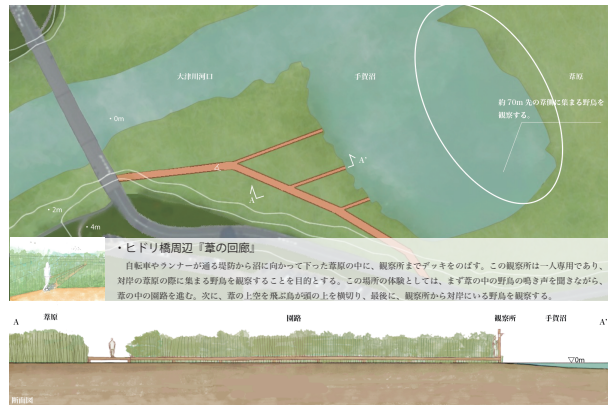 大津川河口
手賀沼
葦原
約 70m 先の葦側に集まる野鳥を
観察する。
・0m
A'
A
・2m
・4m
・ヒドリ橋周辺『葦の回廊』
自転車やランナーが通る堤防から沼に向かって下った葦原の中に、観察所までデッキをのばす。この観察所は一人専用であり、
対岸の葦原の際に集まる野鳥を観察することを目的とする。この場所の体験としては、まず葦の中の野鳥の鳴き声を聞きながら、
葦の中の園路を進む。次に、葦の上空を飛ぶ鳥が頭の上を横切り、最後に、観察所から対岸にいる野鳥を観察する。
A
葦原
園路
観察所
手賀沼
A'
▽0m
断面図